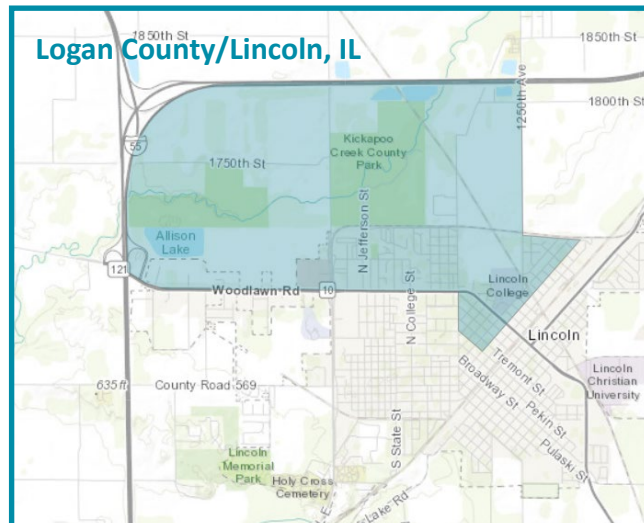 Logan County/Lincoln, IL
1850th St
1850th St
1250th Ave
1800th St
55
1750th St
Kickapoo
Creek County
Park
N Jefferson St
Allison
Lake
121
Woodlawn Rd
10
N College St
Lincoln
College
Lincoln
Tremont St
Broadway St
Lincoln
Christian
University
635 ft
County Road 569
Pekin St
Pulaski St
S State St
Lincoln
Memorial
Park
Holy Cross
Cemetery
Lake Rd